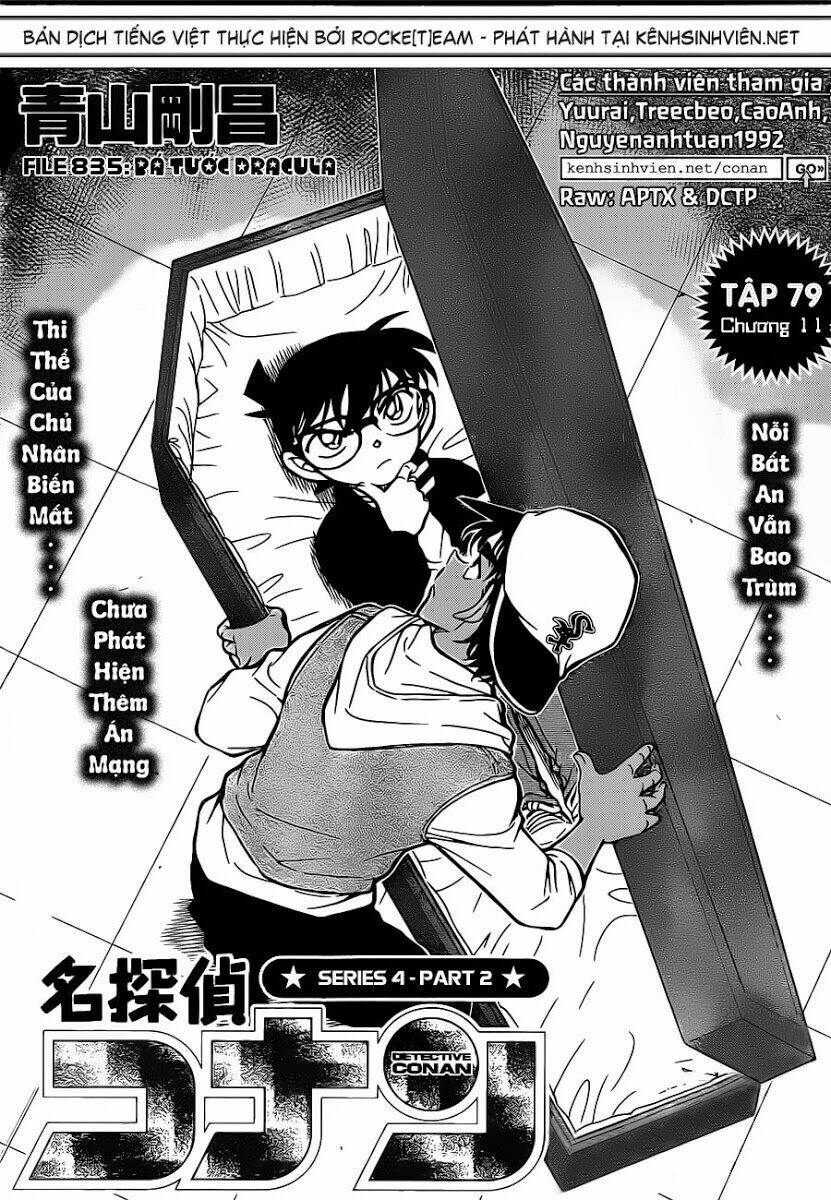 BẢN DỊCH TIẾNG VIỆT THỰC HIỆN BỞI ROCKE[T]EAM - PHÁT HÀNH TẠI KÊNHSINHVIÊN.NET
青山剛昌
FILE 835: BÁ TƯỚC DRACULA
Các thành viên tham gia
Yuurai,Treecbeo,CaoAnh,
Nguyenanhtuan1992
kenhsinhvien.net/conan GO»
Raw: APTX & DCTP
TẬP 79
Chương 11
Nỗi
Bất
An
Vẫn
Bao
Trùm
...
Thi
Thể
Của
Chủ
Nhân
Biến
Mất
....
Chưa
Phát
Hiện
Thêm
Án
Mạng
名探偵
★ SERIES 4 - PART 2 ★
コナン
DETECTIVE
CONAN